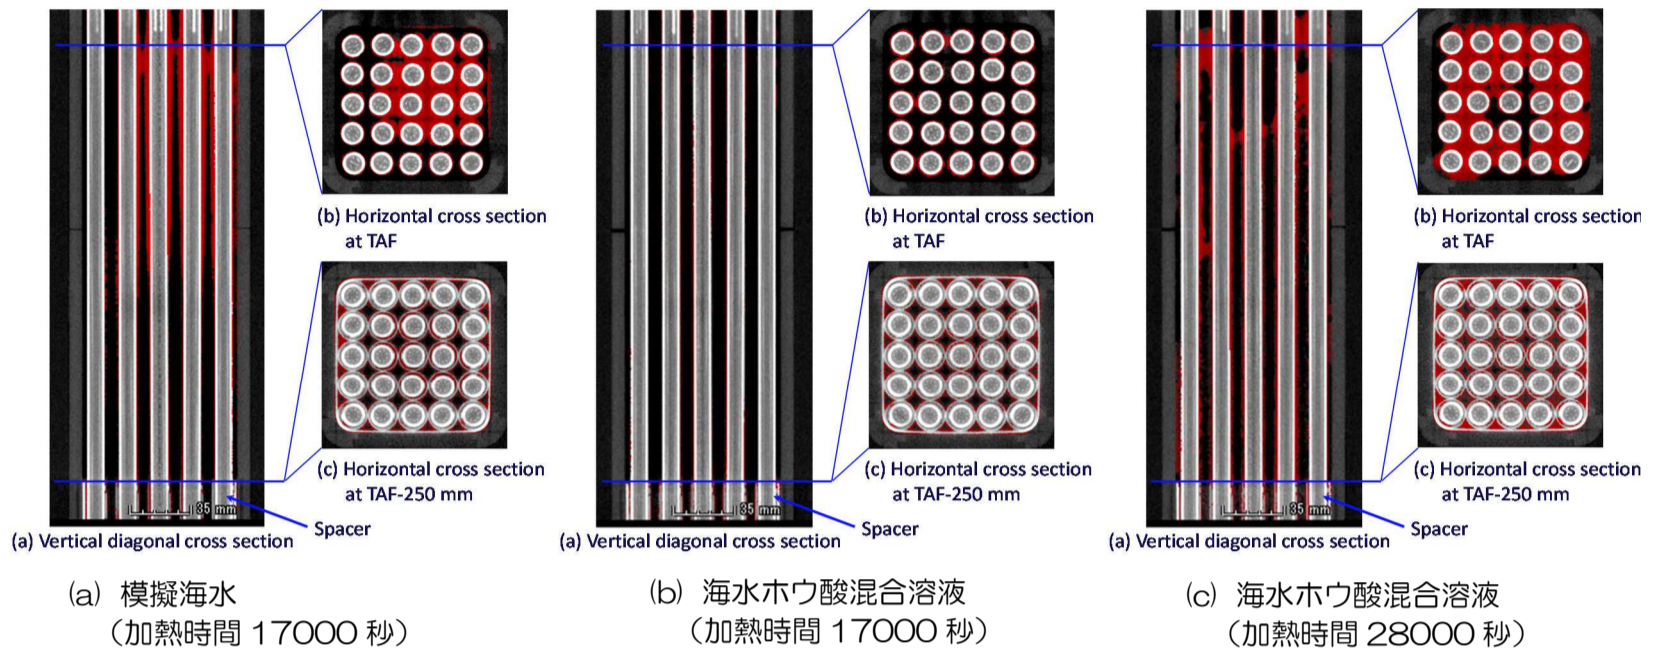 (b) Horizontal cross section
at TAF
(c) Horizontal cross section
at TAF-250 mm
35 mm
Spacer
(a) Vertical diagonal cross section
(a) 模擬海水
（加熱時間 17000 秒）
(b) Horizontal cross section
at TAF
(c) Horizontal cross section
at TAF-250 mm
35 mm
Spacer
(a) Vertical diagonal cross section
(b) 海水ホウ酸混合溶液
（加熱時間 17000 秒）
(b) Horizontal cross section
at TAF
(c) Horizontal cross section
at TAF-250 mm
35 mm
Spacer
(a) Vertical diagonal cross section
(c) 海水ホウ酸混合溶液
（加熱時間 28000 秒）